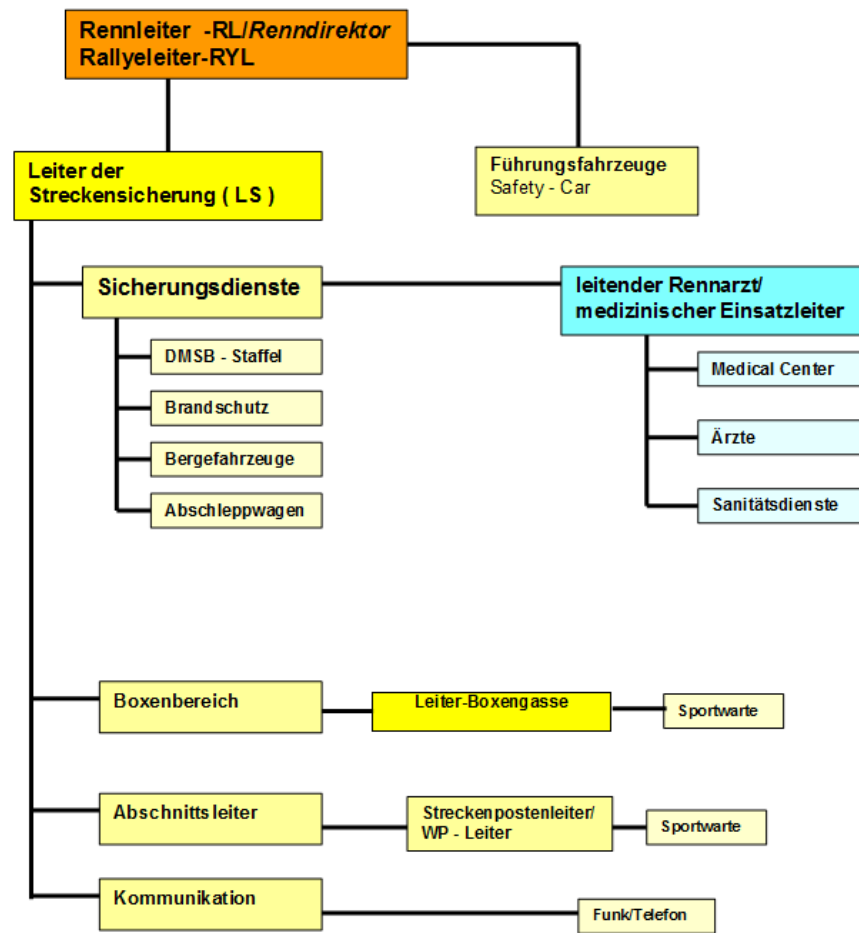 Rennleiter -RL/Renndirektor
Rallyeleiter-RYL
Leiter der
Streckensicherung ( LS )
Führungsfahrzeuge
Safety - Car
Sicherungsdienste
leitender Rennarzt/
medizinischer Einsatzleiter
DMSB - Staffel
Brandschutz
Bergefahrzeuge
Abschleppwagen
Medical Center
Ärzte
Sanitätsdienste
Boxenbereich
Leiter-Boxengasse
Sportwarte
Abschnittsleiter
Streckenpostenleiter/
WP - Leiter
Sportwarte
Kommunikation
Funk/Telefon